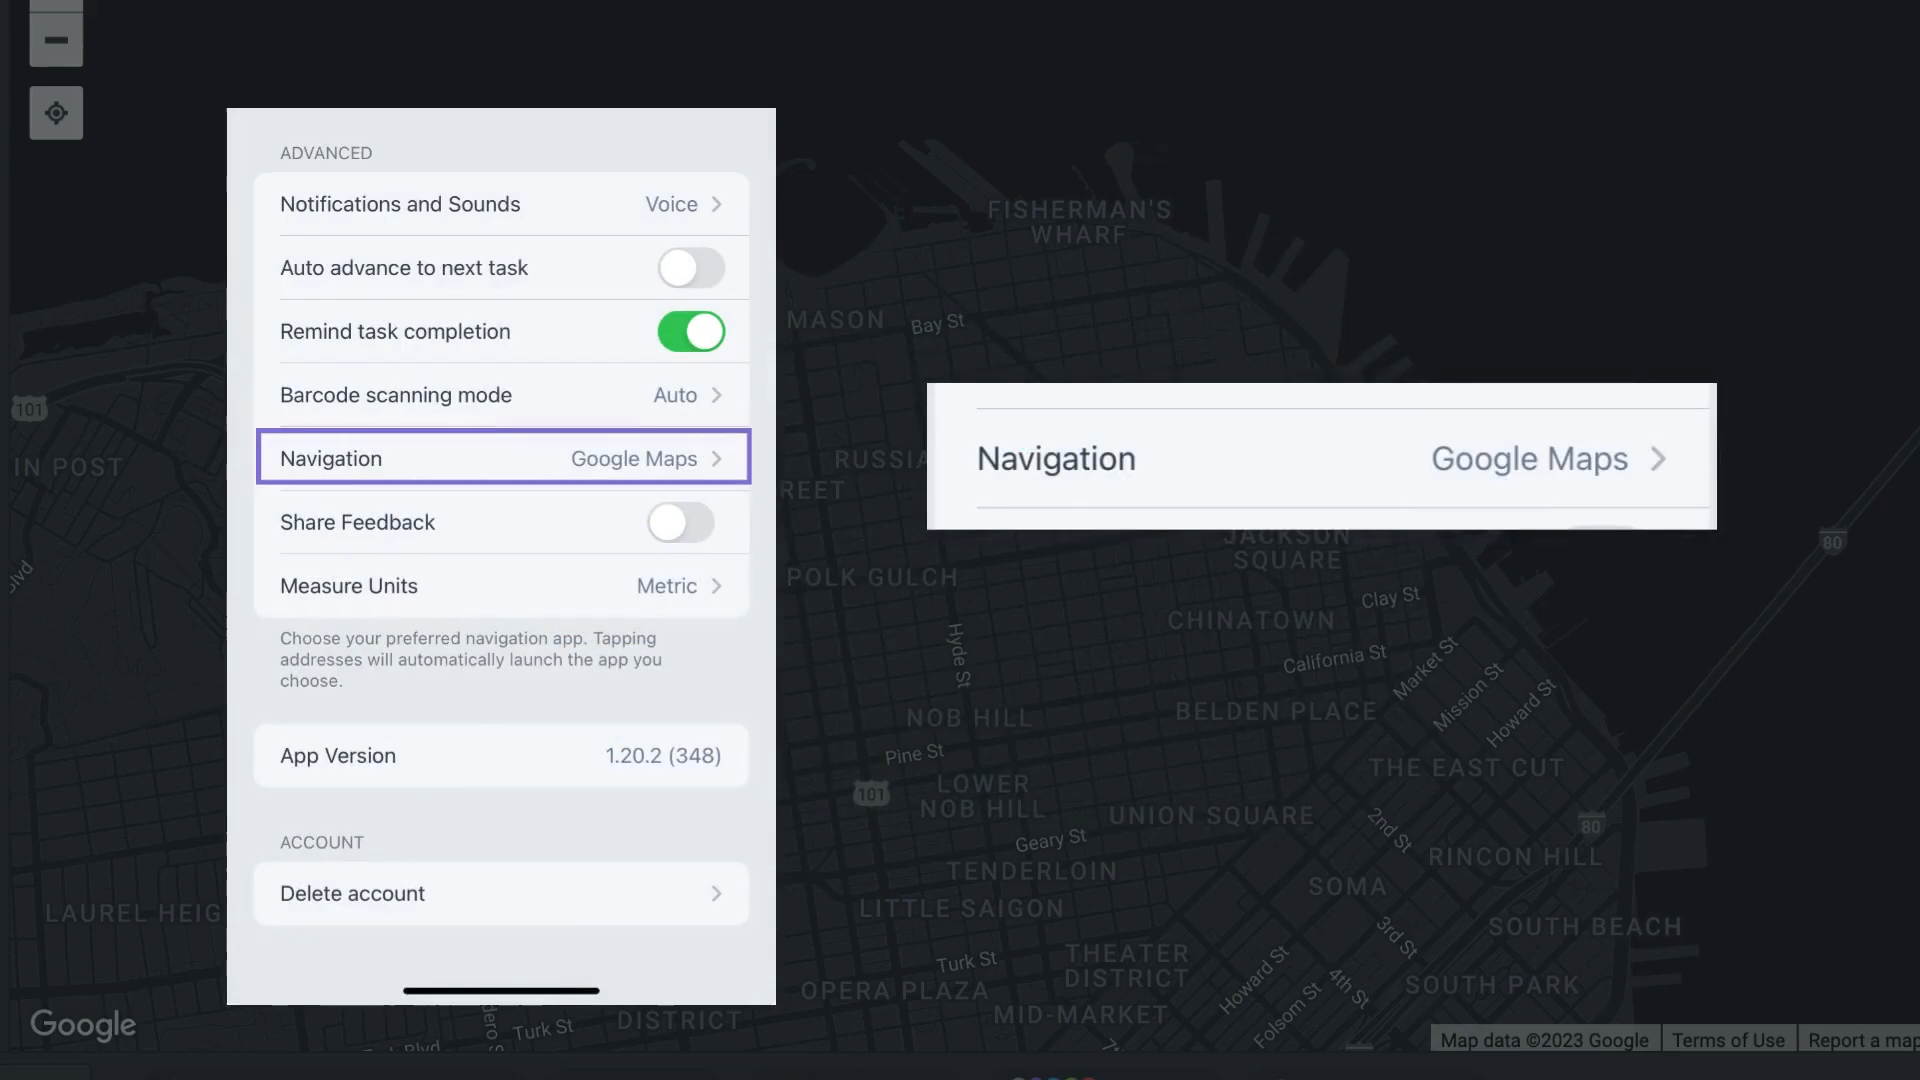 ADVANCED
Notifications and Sounds Voice
Auto advance to next task
Remind task completion
Barcode scanning mode Auto
Navigation Google Maps
Share Feedback
Measure Units Metric
Choose your preferred navigation app. Tapping
addresses will automatically launch the app you
choose.
App Version 1.20.2 (348)
ACCOUNT
Delete account
Navigation Google Maps
FISHERMAN'S
WHARF
MASON
Bay St
101
IN POST
RUSSIA
REET
JACKSON
SQUARE
80
POLK GULCH
Clay St
CHINATOWN
Hyde St
California St
Market St
Mission St
Howard St
NOB HILL
BELDEN PLACE
Pine St
THE EAST CUT
101
LOWER
NOB HILL
UNION SQUARE
80
2nd St
Geary St
RINCON HILL
TENDERLOIN
SOMA
LAUREL HEIG
LITTLE SAIGON
SOUTH BEACH
3rd St
THEATER
DISTRICT
Turk St
Howard St
4th St
SOUTH PARK
OPERA PLAZA
Folsom St
MID-MARKET
DISTRICT
Turk St
Google
Map data ©2023 Google
Terms of Use
Report a map